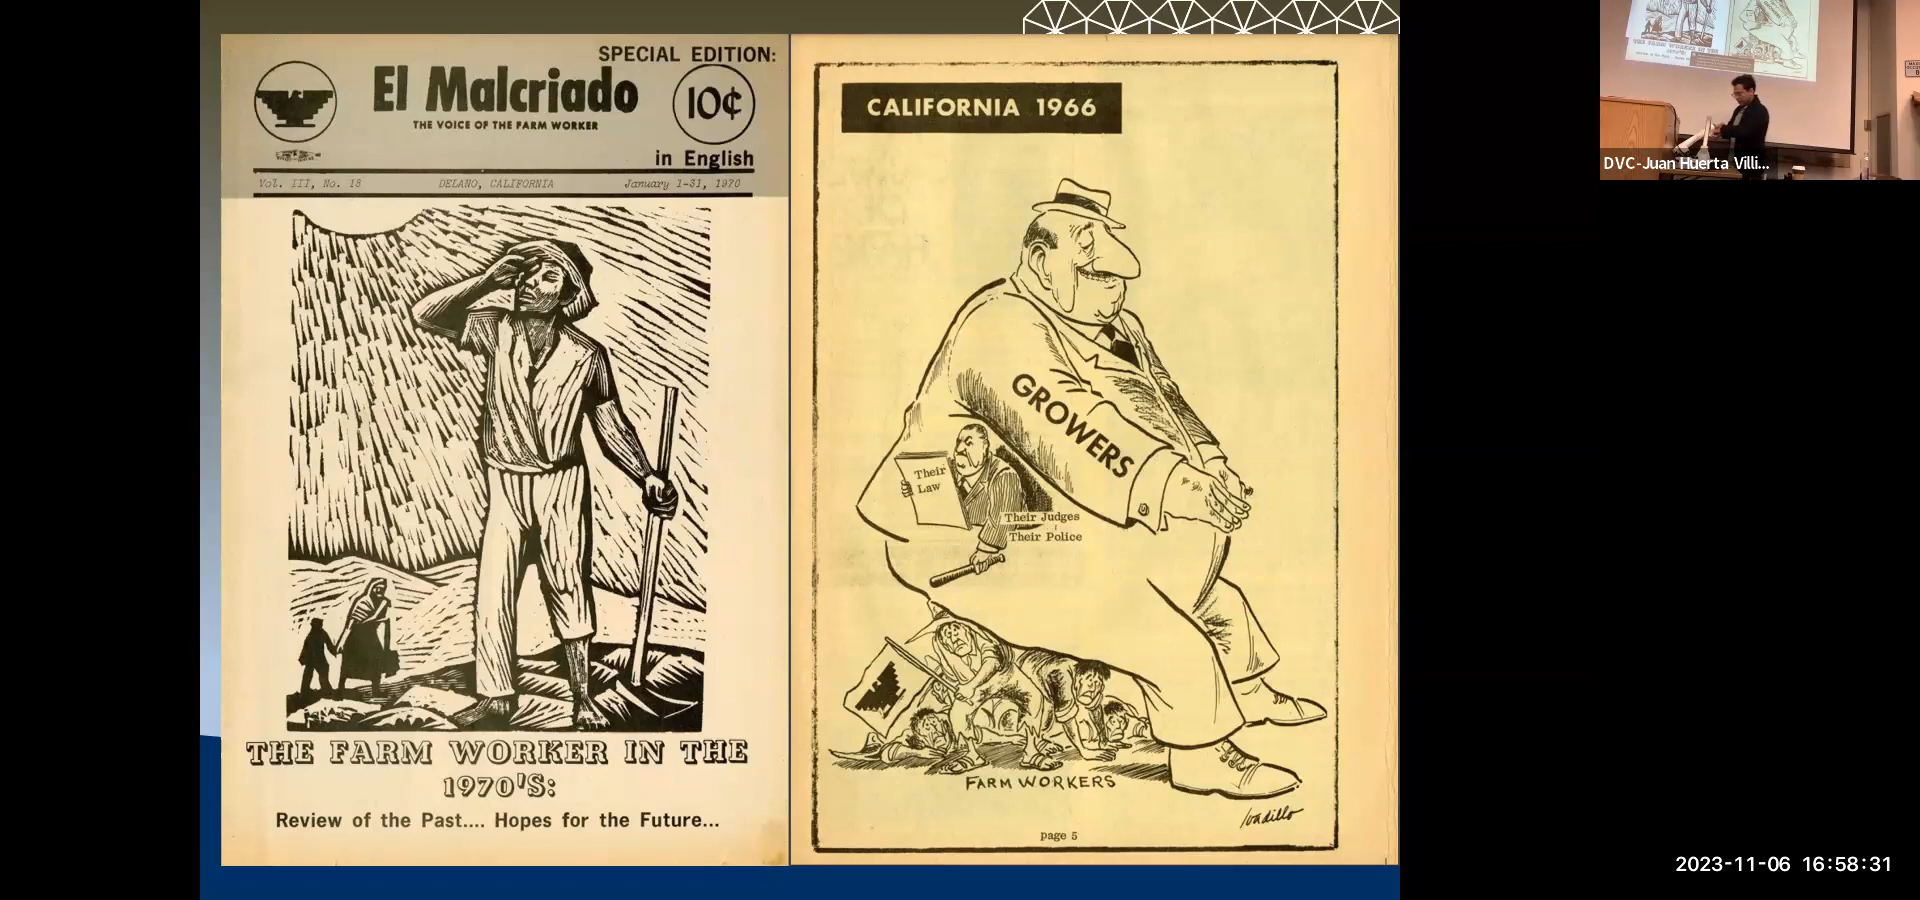 SPECIAL EDITION:
El Malcriado
10¢
THE VOICE OF THE FARM WORKER
in English
Vol. III, No. 18 DELANO, CALIFORNIA January 1-31, 1970
THE FARM WORKER IN THE
1970'S:
Review of the Past.... Hopes for the Future...
CALIFORNIA 1966
GROWERS
Their
Law
Their Judges
Their Police
FARM WORKERS
page 5
DVC-Juan Huerta Villi...
2023-11-06 16:58:31